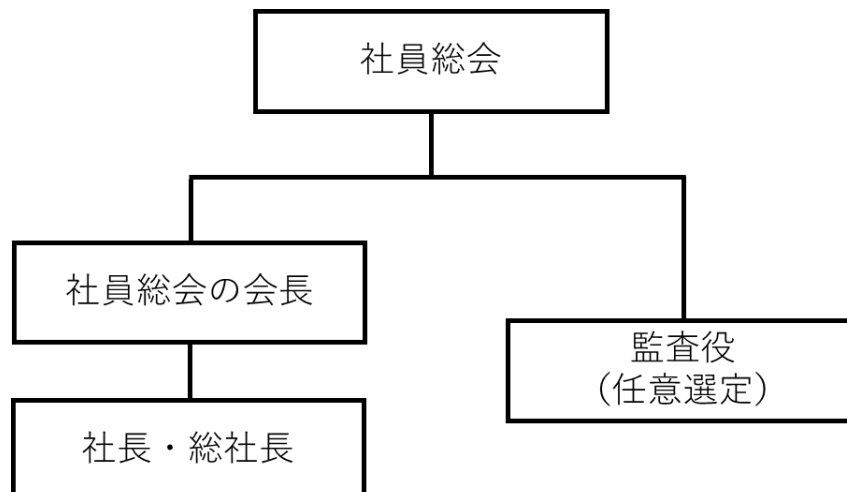 社員総会
社員総会の会長
監査役
（任意選定）
社長・総社長